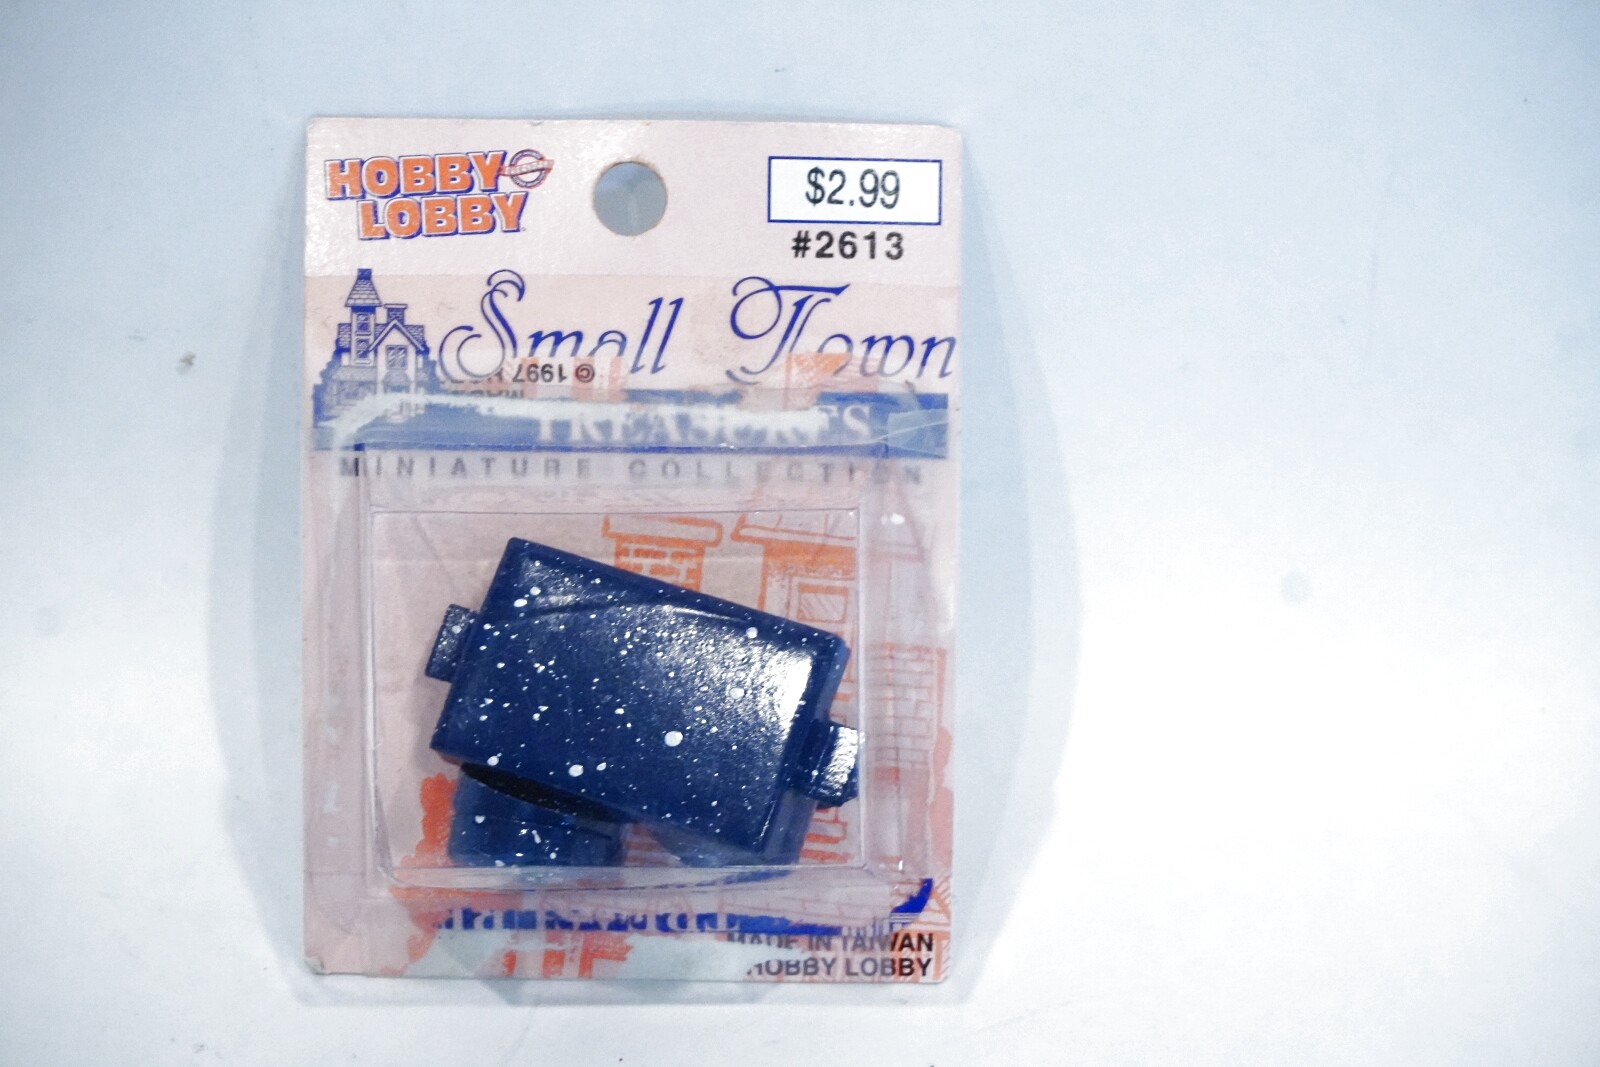 HOBBY
LOBBY
$2.99
#2613
Small Town
© 1997
TREASURES
MINIATURE COLLECTION
MADE IN TAIWAN
HOBBY LOBBY